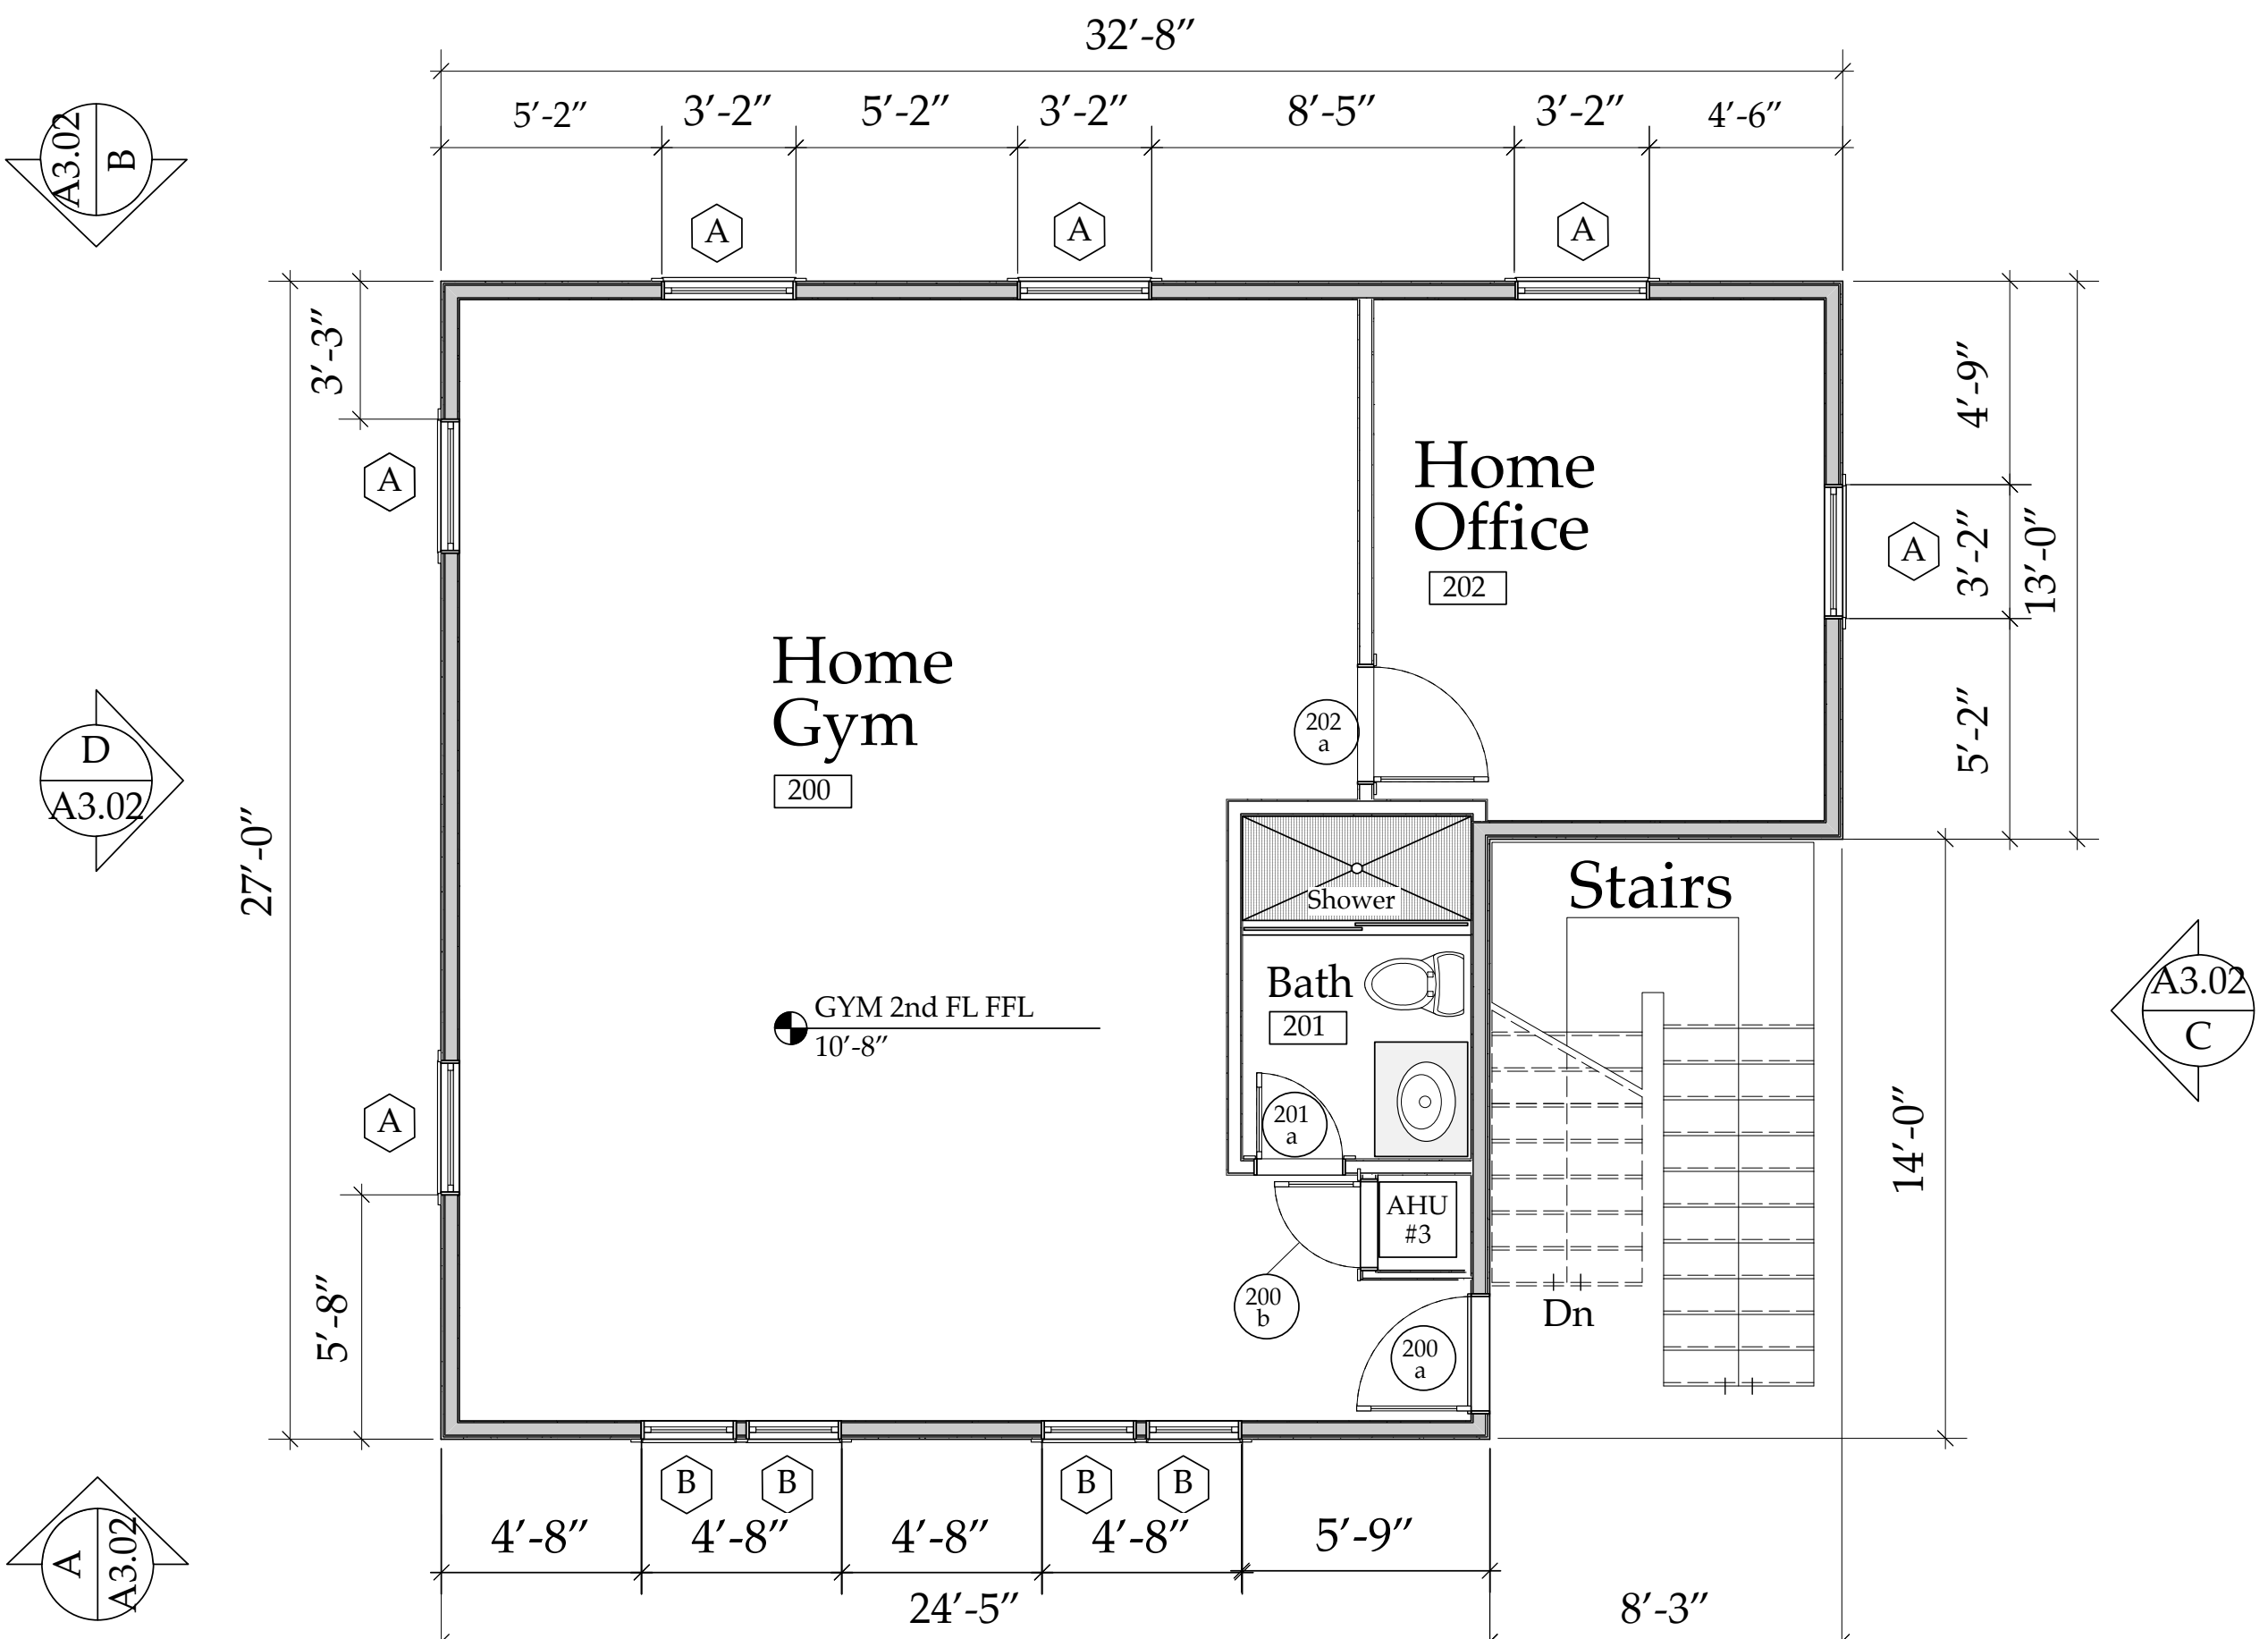 32′-8″
5′-2″
3′-2″
5′-2″
3′-2″
8′-5″
3′-2″
4′-6″
A3.02
B
A
A
A
3′-3″
4′-9″
A
Home
Office
202
A
3′-2″
13′-0″
Home
Gym
200
202
a
5′-2″
D
A3.02
27′-0″
Stairs
Shower
Bath
201
GYM 2nd FL FFL
10′-8″
A3.02
C
A
201
a
14′-0″
AHU
#3
5′-8″
200
b
Dn
200
a
B
B
B
B
4′-8″
4′-8″
4′-8″
4′-8″
5′-9″
A
A3.02
24′-5″
8′-3″